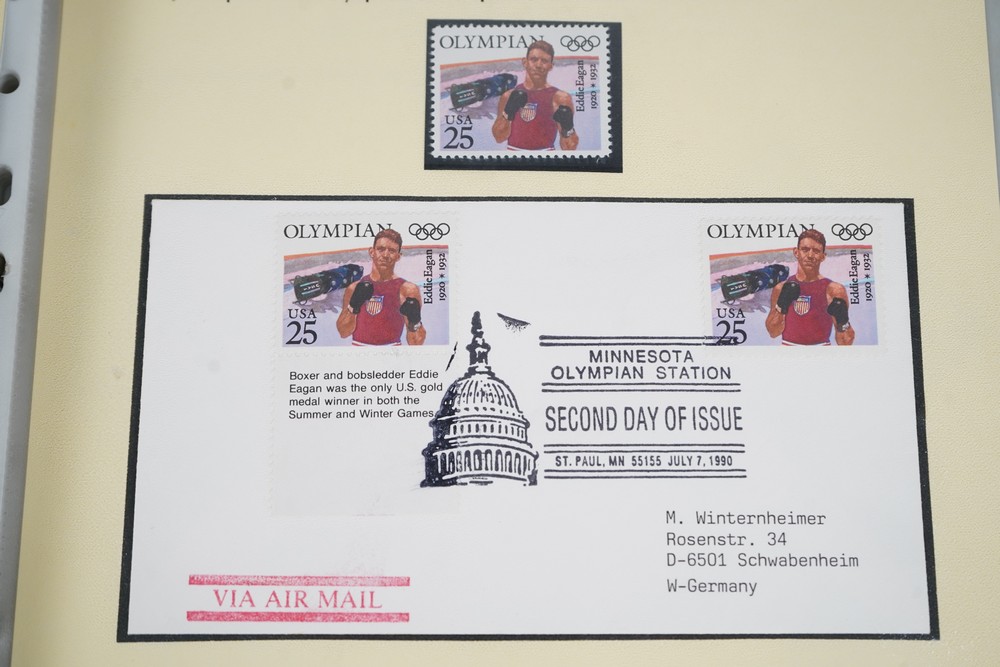 OLYMPIAN
Eddie Eagan
1920 * 1932
USA
25
OLYMPIAN
Eddie Eagan
1920 * 1932
USA
25
Boxer and bobsledder Eddie
Eagan was the only U.S. gold
medal winner in both the
Summer and Winter Games.
OLYMPIAN
Eddie Eagan
1920 * 1932
USA
25
MINNESOTA
OLYMPIAN STATION
SECOND DAY OF ISSUE
ST. PAUL, MN 55155 JULY 7, 1990
M. Winternheimer
Rosenstr. 34
D-6501 Schwabenheim
W-Germany
VIA AIR MAIL